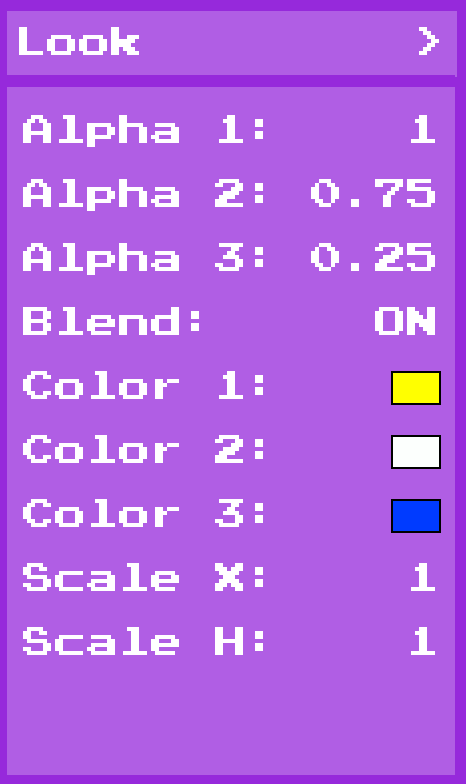 Look >
Alpha 1: 1
Alpha 2: 0.75
Alpha 3: 0.25
Blend: ON
Color 1:
Color 2:
Color 3:
Scale X: 1
Scale H: 1